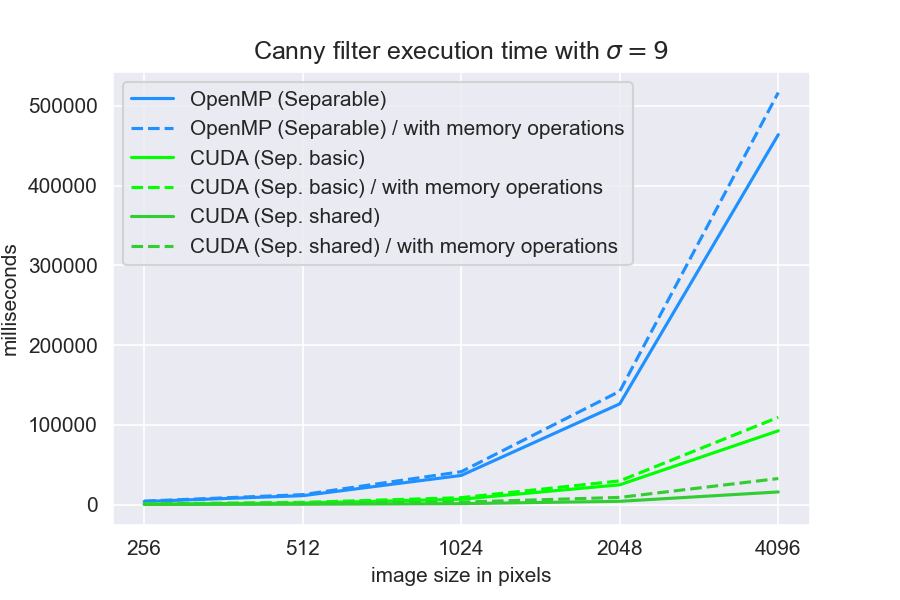 Canny filter execution time with σ = 9
OpenMP (Separable)
OpenMP (Separable) / with memory operations
CUDA (Sep. basic)
CUDA (Sep. basic) / with memory operations
CUDA (Sep. shared)
CUDA (Sep. shared) / with memory operations
milliseconds
500000
400000
300000
200000
100000
0
256 512 1024 2048 4096
image size in pixels